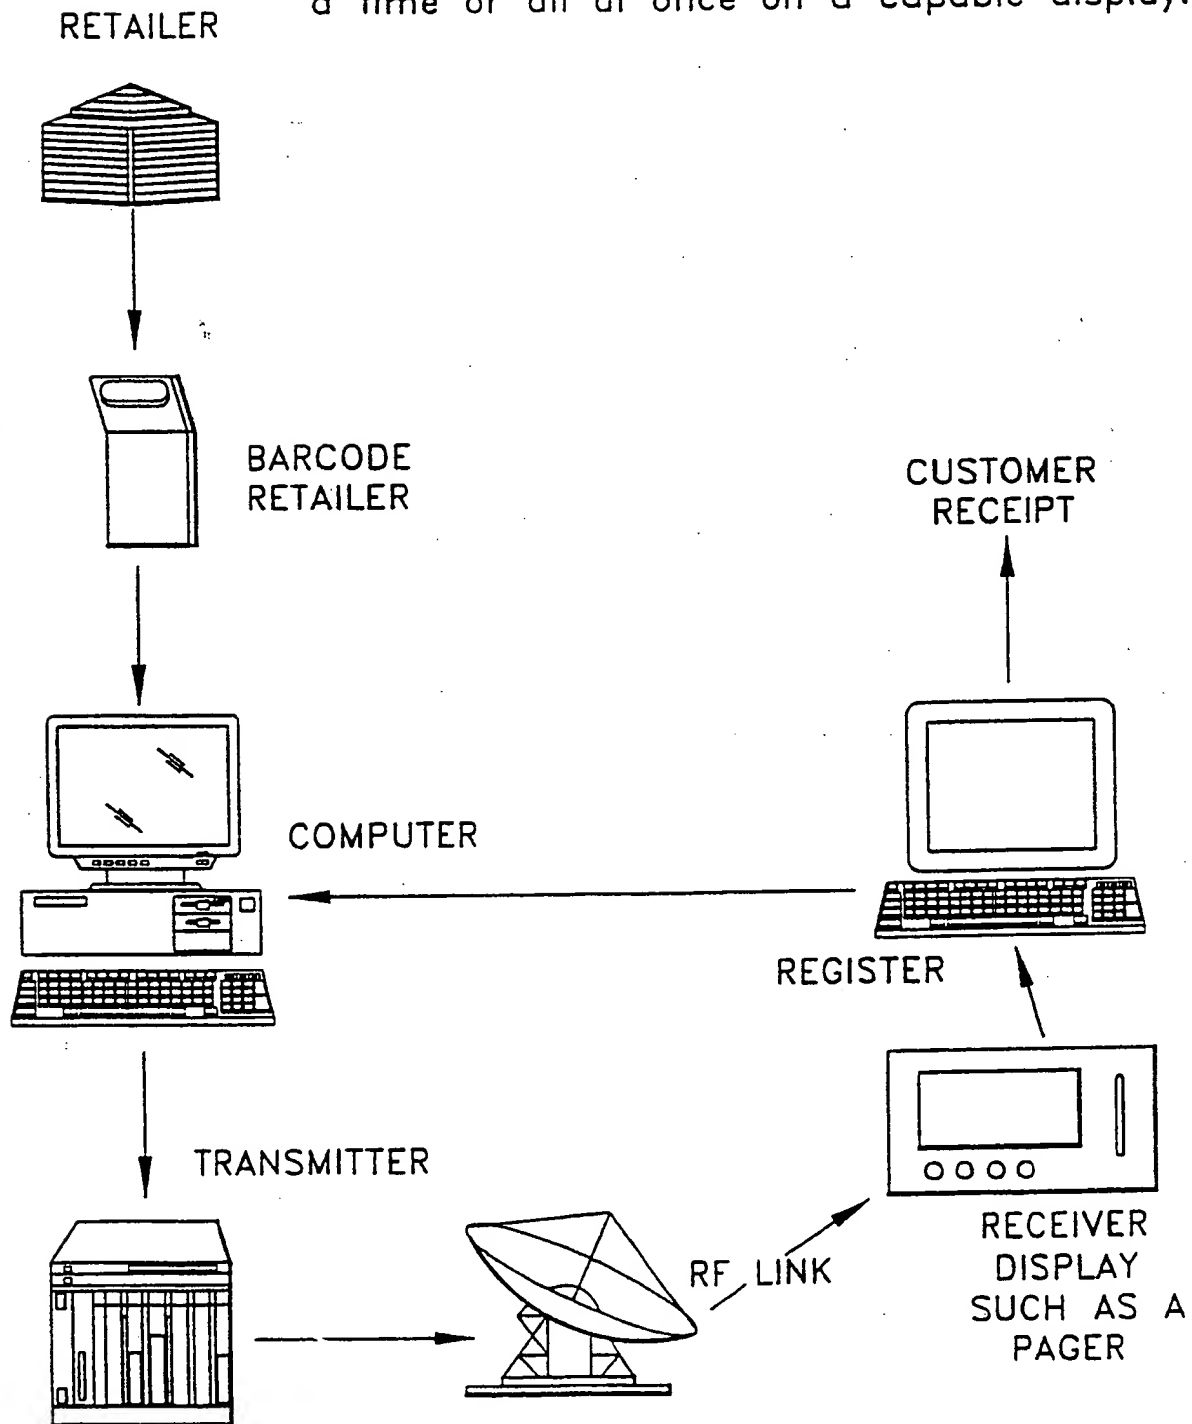 a time or all at once on a capable display.
RETAILER
BARCODE
RETAILER
CUSTOMER
RECEIPT
COMPUTER
REGISTER
TRANSMITTER
RF LINK
RECEIVER
DISPLAY
SUCH AS A
PAGER